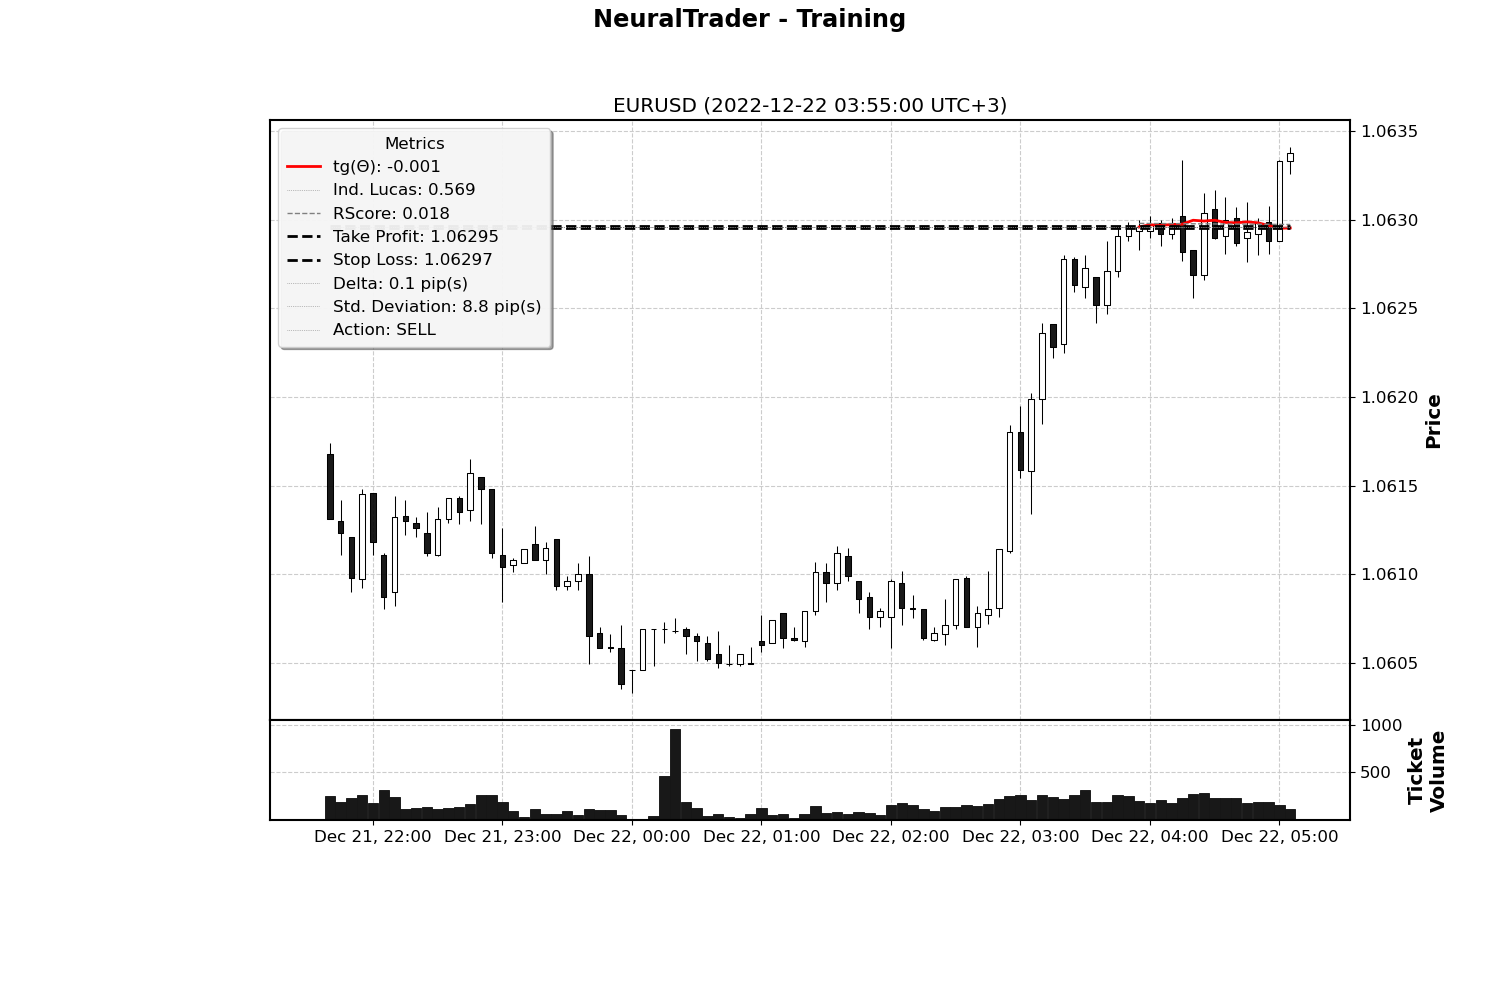 NeuralTrader - Training
EURUSD (2022-12-22 03:55:00 UTC+3)
Metrics
tg(Θ): -0.001
Ind. Lucas: 0.569
RScore: 0.018
Take Profit: 1.06295
Stop Loss: 1.06297
Delta: 0.1 pip(s)
Std. Deviation: 8.8 pip(s)
Action: SELL
1.0635
1.0630
1.0625
1.0620
1.0615
1.0610
1.0605
Price
1000
500
Ticket
Volume
Dec 21, 22:00
Dec 21, 23:00
Dec 22, 00:00
Dec 22, 01:00
Dec 22, 02:00
Dec 22, 03:00
Dec 22, 04:00
Dec 22, 05:00